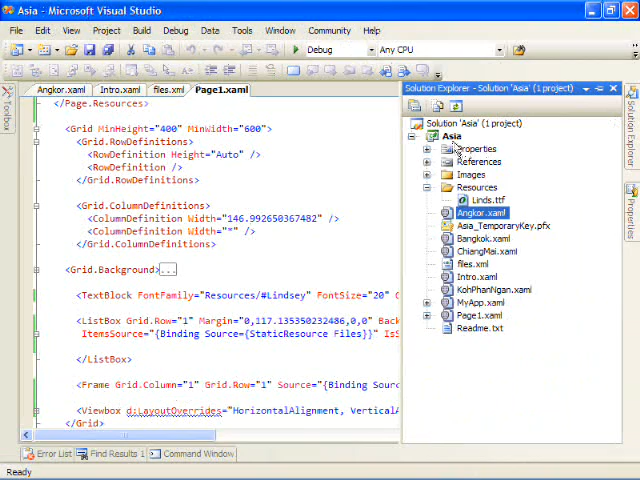 Asia - Microsoft Visual Studio
File Edit View Project Build Debug Data Tools Window Community Help
Debug Any CPU
Angkor.xaml Intro.xaml files.xml Page1.xaml
</Page.Resources>
<Grid MinHeight="400" MinWidth="600">
<Grid.RowDefinitions>
<RowDefinition Height="Auto" />
<RowDefinition />
</Grid.RowDefinitions>
<Grid.ColumnDefinitions>
<ColumnDefinition Width="146.992650367482" />
<ColumnDefinition Width="*" />
</Grid.ColumnDefinitions>
<Grid.Background>...
<TextBlock FontFamily="Resources/#Lindsey" FontSize="20"
<ListBox Grid.Row="1" Margin="0,117.135350232486,0,0" Back
ItemsSource="{Binding Source={StaticResource Files}}" IsS
</ListBox>
<Frame Grid.Column="1" Grid.Row="1" Source="{Binding
<Viewbox d:LayoutOverrides="HorizontalAlignment, VerticalA
</Grid>
Solution Explorer - Solution 'Asia' (1 project)
Solution 'Asia' (1 project)
Asia
Properties
References
Images
Resources
Linds.ttf
Angkor.xaml
Asia_TemporaryKey.pfx
Bangkok.xaml
ChiangMai.xaml
files.xml
Intro.xaml
KohPhanNgan.xaml
MyApp.xaml
Page1.xaml
Readme.txt
Toolbox
Solution Explorer
Properties
Error List Find Results 1 Command Window
Ready